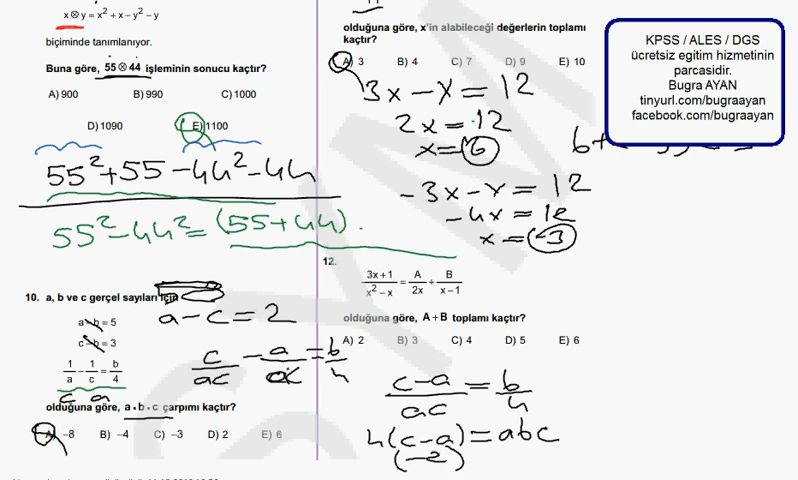 x⊗y = x² + x − y² − y
biçiminde tanımlanıyor.
Buna göre, 55⊗44 işleminin sonucu kaçtır?
A) 900 B) 990 C) 1000
D) 1090 E) 1100
55² + 55 − 44² − 44
55² − 44² = (55 + 44).
10. a, b ve c gerçel sayıları için
a − b = 5
c − b = 3
1/a − 1/c = b/4
c a
a − c = 2
c/ac − a/ac = b/4
olduğuna göre, a • b • c çarpımı kaçtır?
A) −8 B) −4 C) −3 D) 2 E) 6
olduğuna göre, x'in alabileceği değerlerin toplamı
kaçtır?
A) 3 B) 4 C) 7 D) 9 E) 10
3x − x = 12
2x = 12
x = 6
−3x − x = 12
−4x = 12
x = −3
12.
3x + 1 / x² − x = A / 2x + B / x − 1
olduğuna göre, A + B toplamı kaçtır?
A) 2 B) 3 C) 4 D) 5 E) 6
c − a / ac = b / 4
4(c − a) = abc
(−2)
KPSS / ALES / DGS
ücretsiz egitim hizmetinin
parcasidir.
Bugra AYAN
tinyurl.com/bugraayan
facebook.com/bugraayan